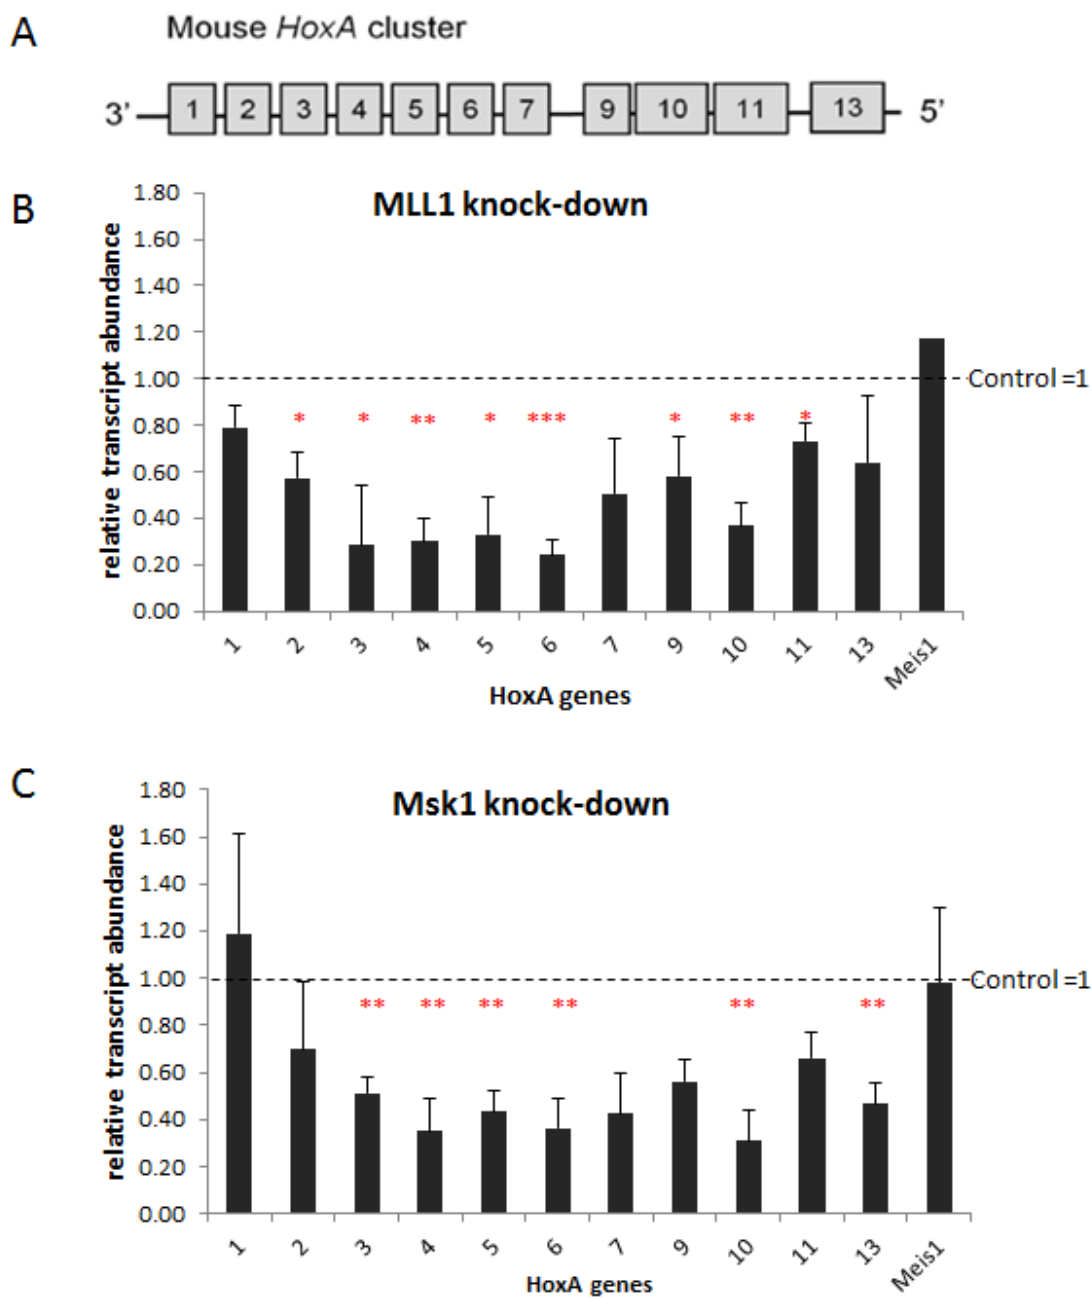 A
Mouse HoxA cluster
3’ 1 2 3 4 5 6 7 9 10 11 13 5’
B
MLL1 knock-down
relative transcript abundance
1.80
1.60
1.40
1.20
1.00
0.80
0.60
0.40
0.20
0.00
Control =1
* * ** * *** * ** *
1 2 3 4 5 6 7 9 10 11 13 Meis1
HoxA genes
C
Msk1 knock-down
relative transcript abundance
1.80
1.60
1.40
1.20
1.00
0.80
0.60
0.40
0.20
0.00
Control =1
** ** ** ** ** **
1 2 3 4 5 6 7 9 10 11 13 Meis1
HoxA genes